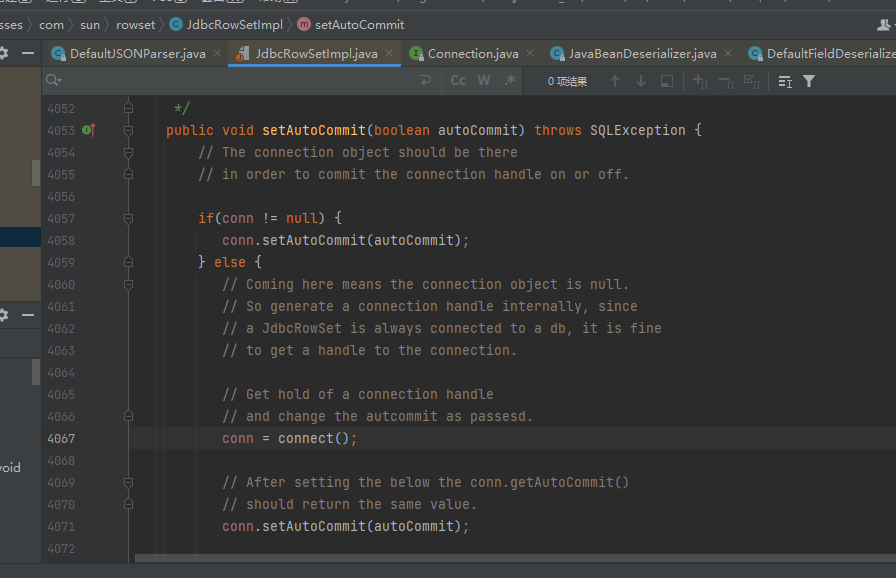 sses › com › sun › rowset › JdbcRowSetImpl › setAutoCommit
DefaultJSONParser.java × JdbcRowSetImpl.java × Connection.java × JavaBeanDeserializer.java × DefaultFieldDeserialize
Cc W .* 0 项结果
4052 */
4053 public void setAutoCommit(boolean autoCommit) throws SQLException {
4054 // The connection object should be there
4055 // in order to commit the connection handle on or off.
4056
4057 if(conn != null) {
4058 conn.setAutoCommit(autoCommit);
4059 } else {
4060 // Coming here means the connection object is null.
4061 // So generate a connection handle internally, since
4062 // a JdbcRowSet is always connected to a db, it is fine
4063 // to get a handle to the connection.
4064
4065 // Get hold of a connection handle
4066 // and change the autcommit as passesd.
4067 conn = connect();
void
4068
4069 // After setting the below the conn.getAutoCommit()
4070 // should return the same value.
4071 conn.setAutoCommit(autoCommit);
4072